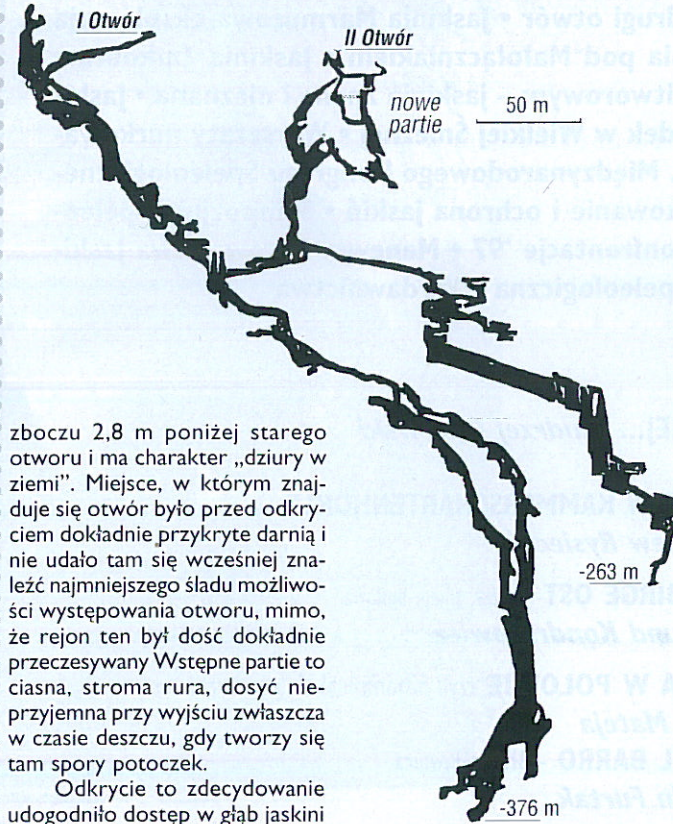 I Otwór
II Otwór
nowe
partie
50 m
zboczu 2,8 m poniżej starego
otworu i ma charakter „dziury w
ziemi”. Miejsce, w którym znaj-
duje się otwór było przed odkry-
ciem dokładnie przykryte darnią i
nie udało tam się wcześniej zna-
leźć najmniejszego śladu możliwo-
ści występowania otworu, mimo,
że rejon ten był dość dokładnie
przeczesywany Wstępne partie to
ciasna, stroma rura, dosyć nie-
przyjemna przy wyjściu zwłaszcza
w czasie deszczu, gdy tworzy się
tam spory potoczek.
Odkrycie to zdecydowanie
udogodniło dostęp w głąb jaskini
-263 m
-376 m